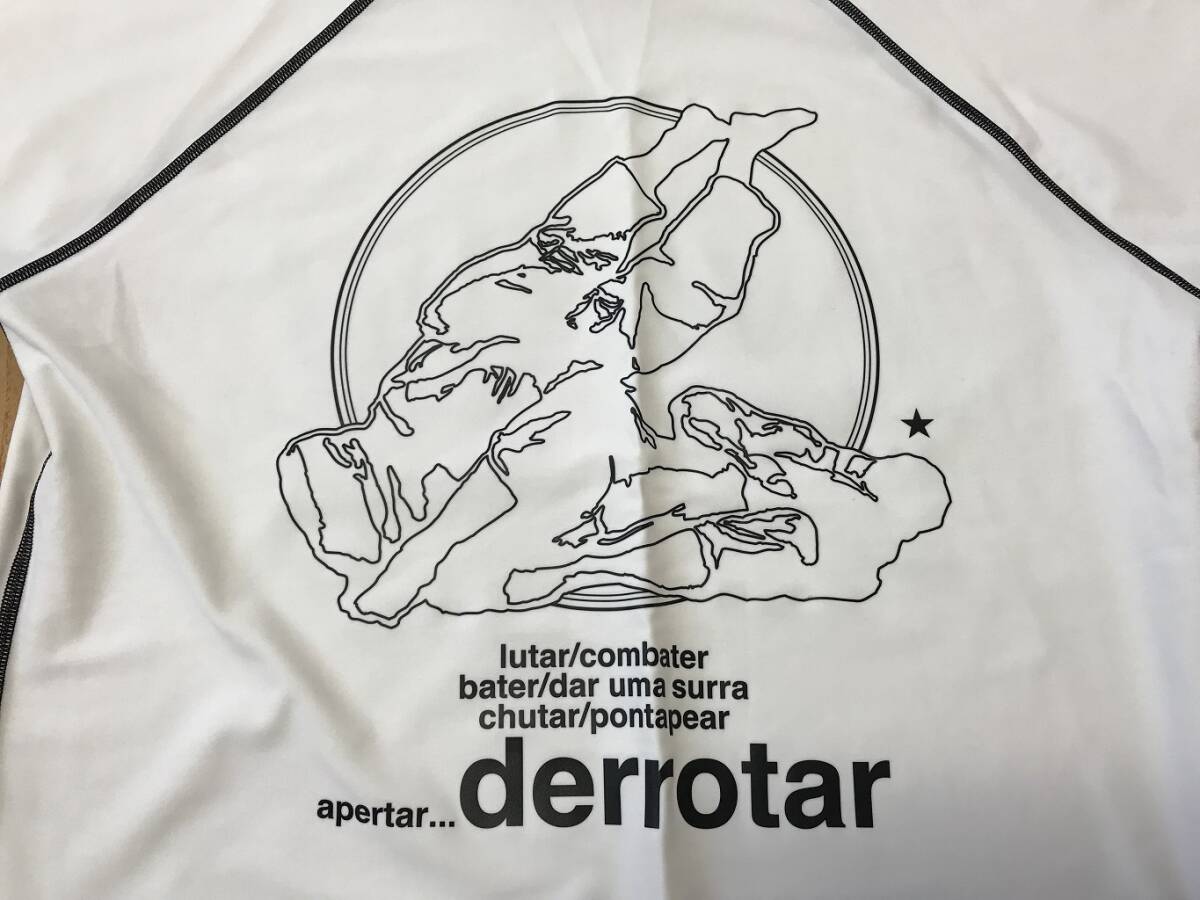 lutar/combater
bater/dar uma surra
chutar/pontapear
apertar... derrotar